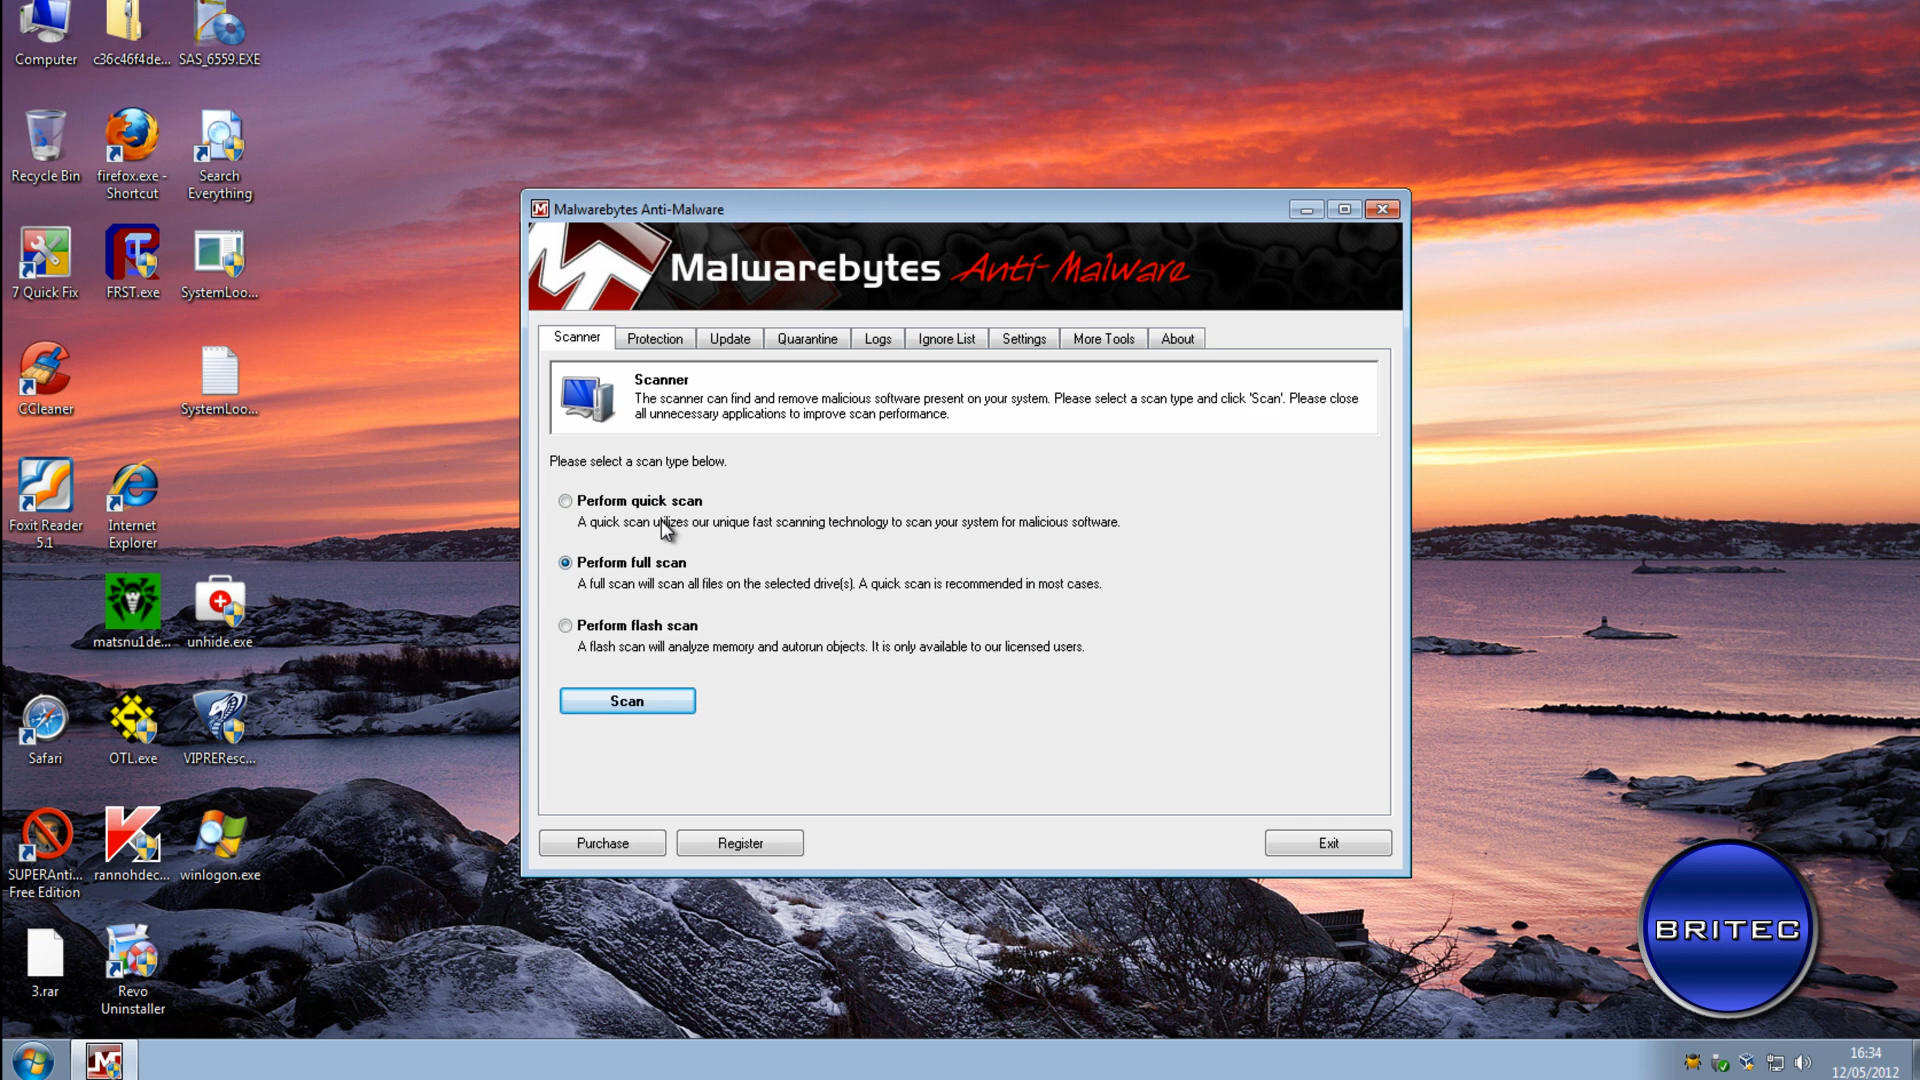 Computer
c36c46f4de...
SAS_6559.EXE
Recycle Bin
firefox.exe -
Shortcut
Search
Everything
7 Quick Fix
FRST.exe
SystemLoo...
CCleaner
SystemLoo...
Foxit Reader
5.1
Internet
Explorer
matsnu1de...
unhide.exe
Safari
OTL.exe
VIPREResc...
SUPERAnti...
Free Edition
rannohdec...
winlogon.exe
3.rar
Revo
Uninstaller
Malwarebytes Anti-Malware
Malwarebytes Anti-Malware
Scanner
Protection
Update
Quarantine
Logs
Ignore List
Settings
More Tools
About
Scanner
The scanner can find and remove malicious software present on your system. Please select a scan type and click 'Scan'. Please close
all unnecessary applications to improve scan performance.
Please select a scan type below.
Perform quick scan
A quick scan utilizes our unique fast scanning technology to scan your system for malicious software.
Perform full scan
A full scan will scan all files on the selected drive(s). A quick scan is recommended in most cases.
Perform flash scan
A flash scan will analyze memory and autorun objects. It is only available to our licensed users.
Scan
Purchase
Register
Exit
BRITEC
16:34
12/05/2012